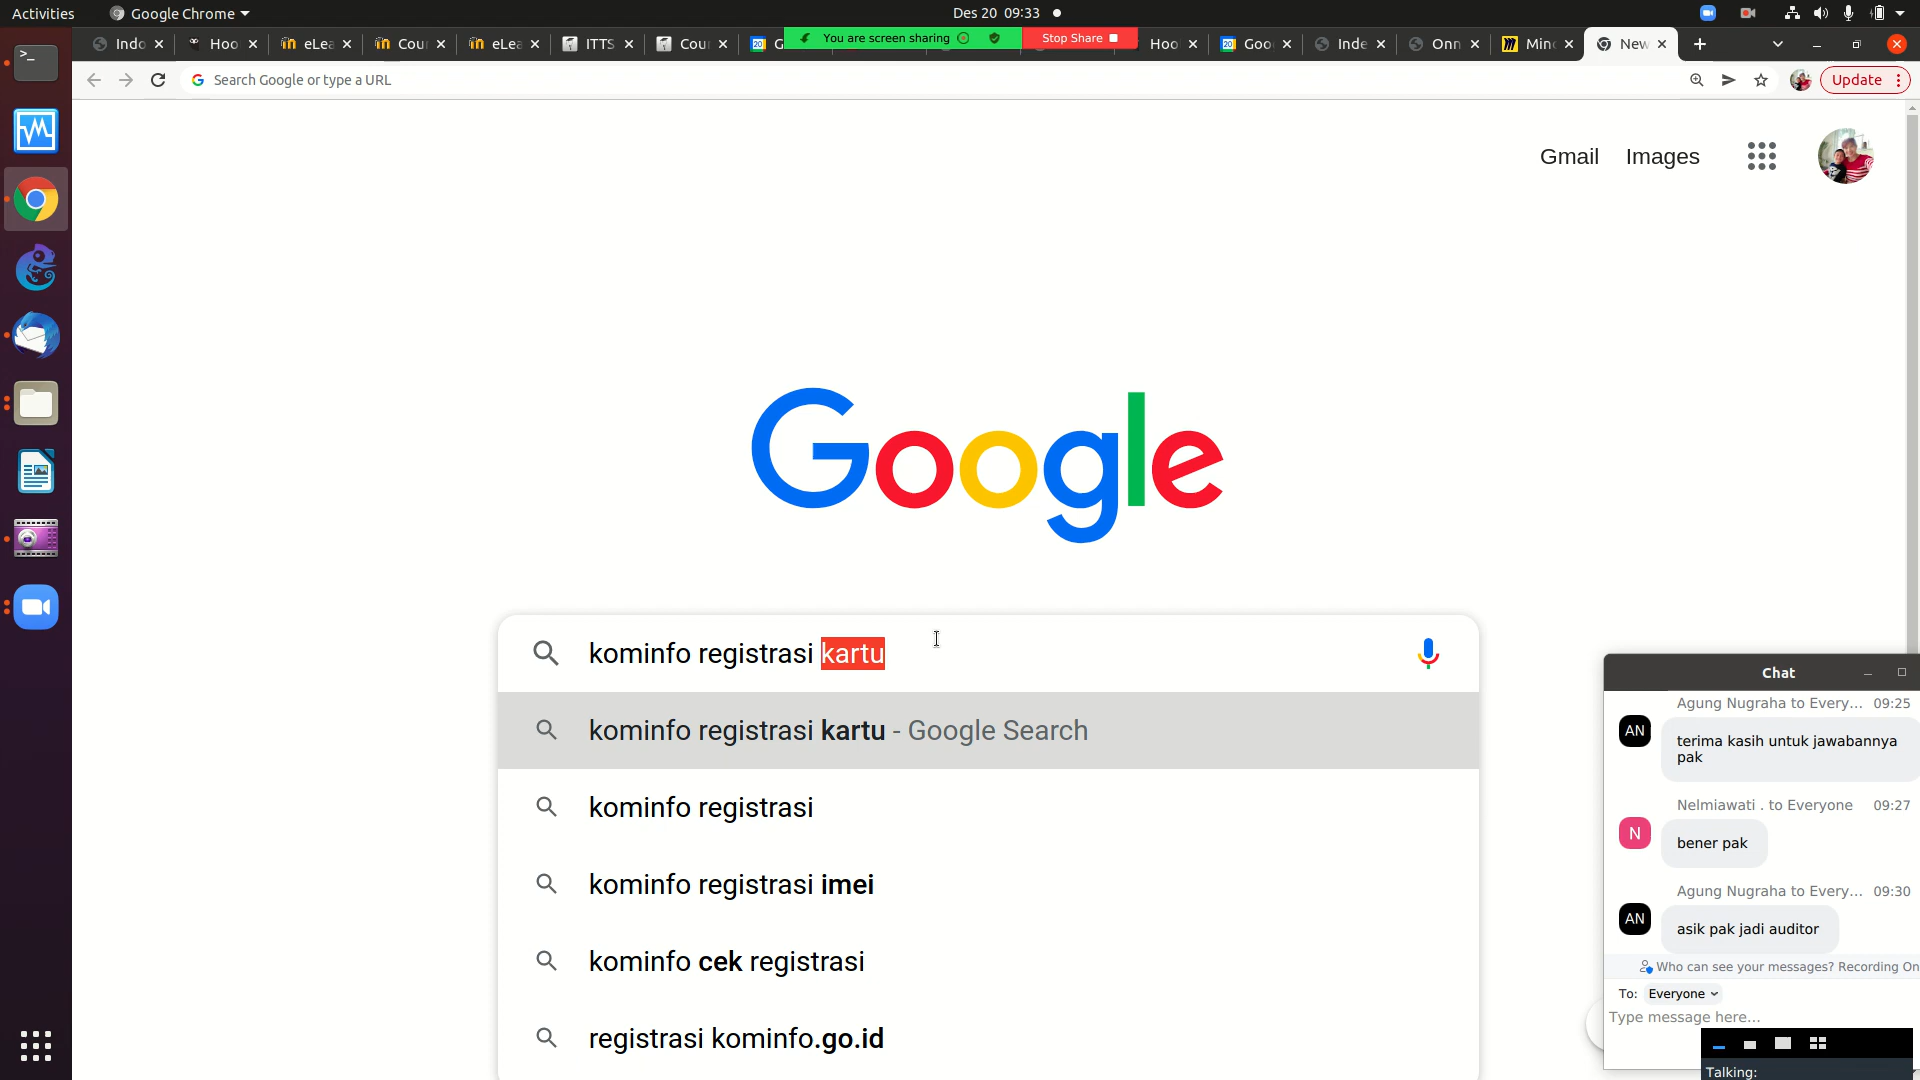 Activities
Google Chrome
Des 20 09:33
Indo
Hoo
eLea
Cour
eLea
ITTS
Cour
G
You are screen sharing
Stop Share
Hoo
Goo
Inde
Onn
Min
New
Search Google or type a URL
Update
Gmail
Images
Google
kominfo registrasi kartu
kominfo registrasi kartu - Google Search
kominfo registrasi
kominfo registrasi imei
kominfo cek registrasi
registrasi kominfo.go.id
Chat
Agung Nugraha to Every... 09:25
AN
terima kasih untuk jawabannya
pak
Nelmiawati . to Everyone 09:27
N
bener pak
Agung Nugraha to Every... 09:30
AN
asik pak jadi auditor
Who can see your messages? Recording On
To: Everyone
Type message here...
Talking: